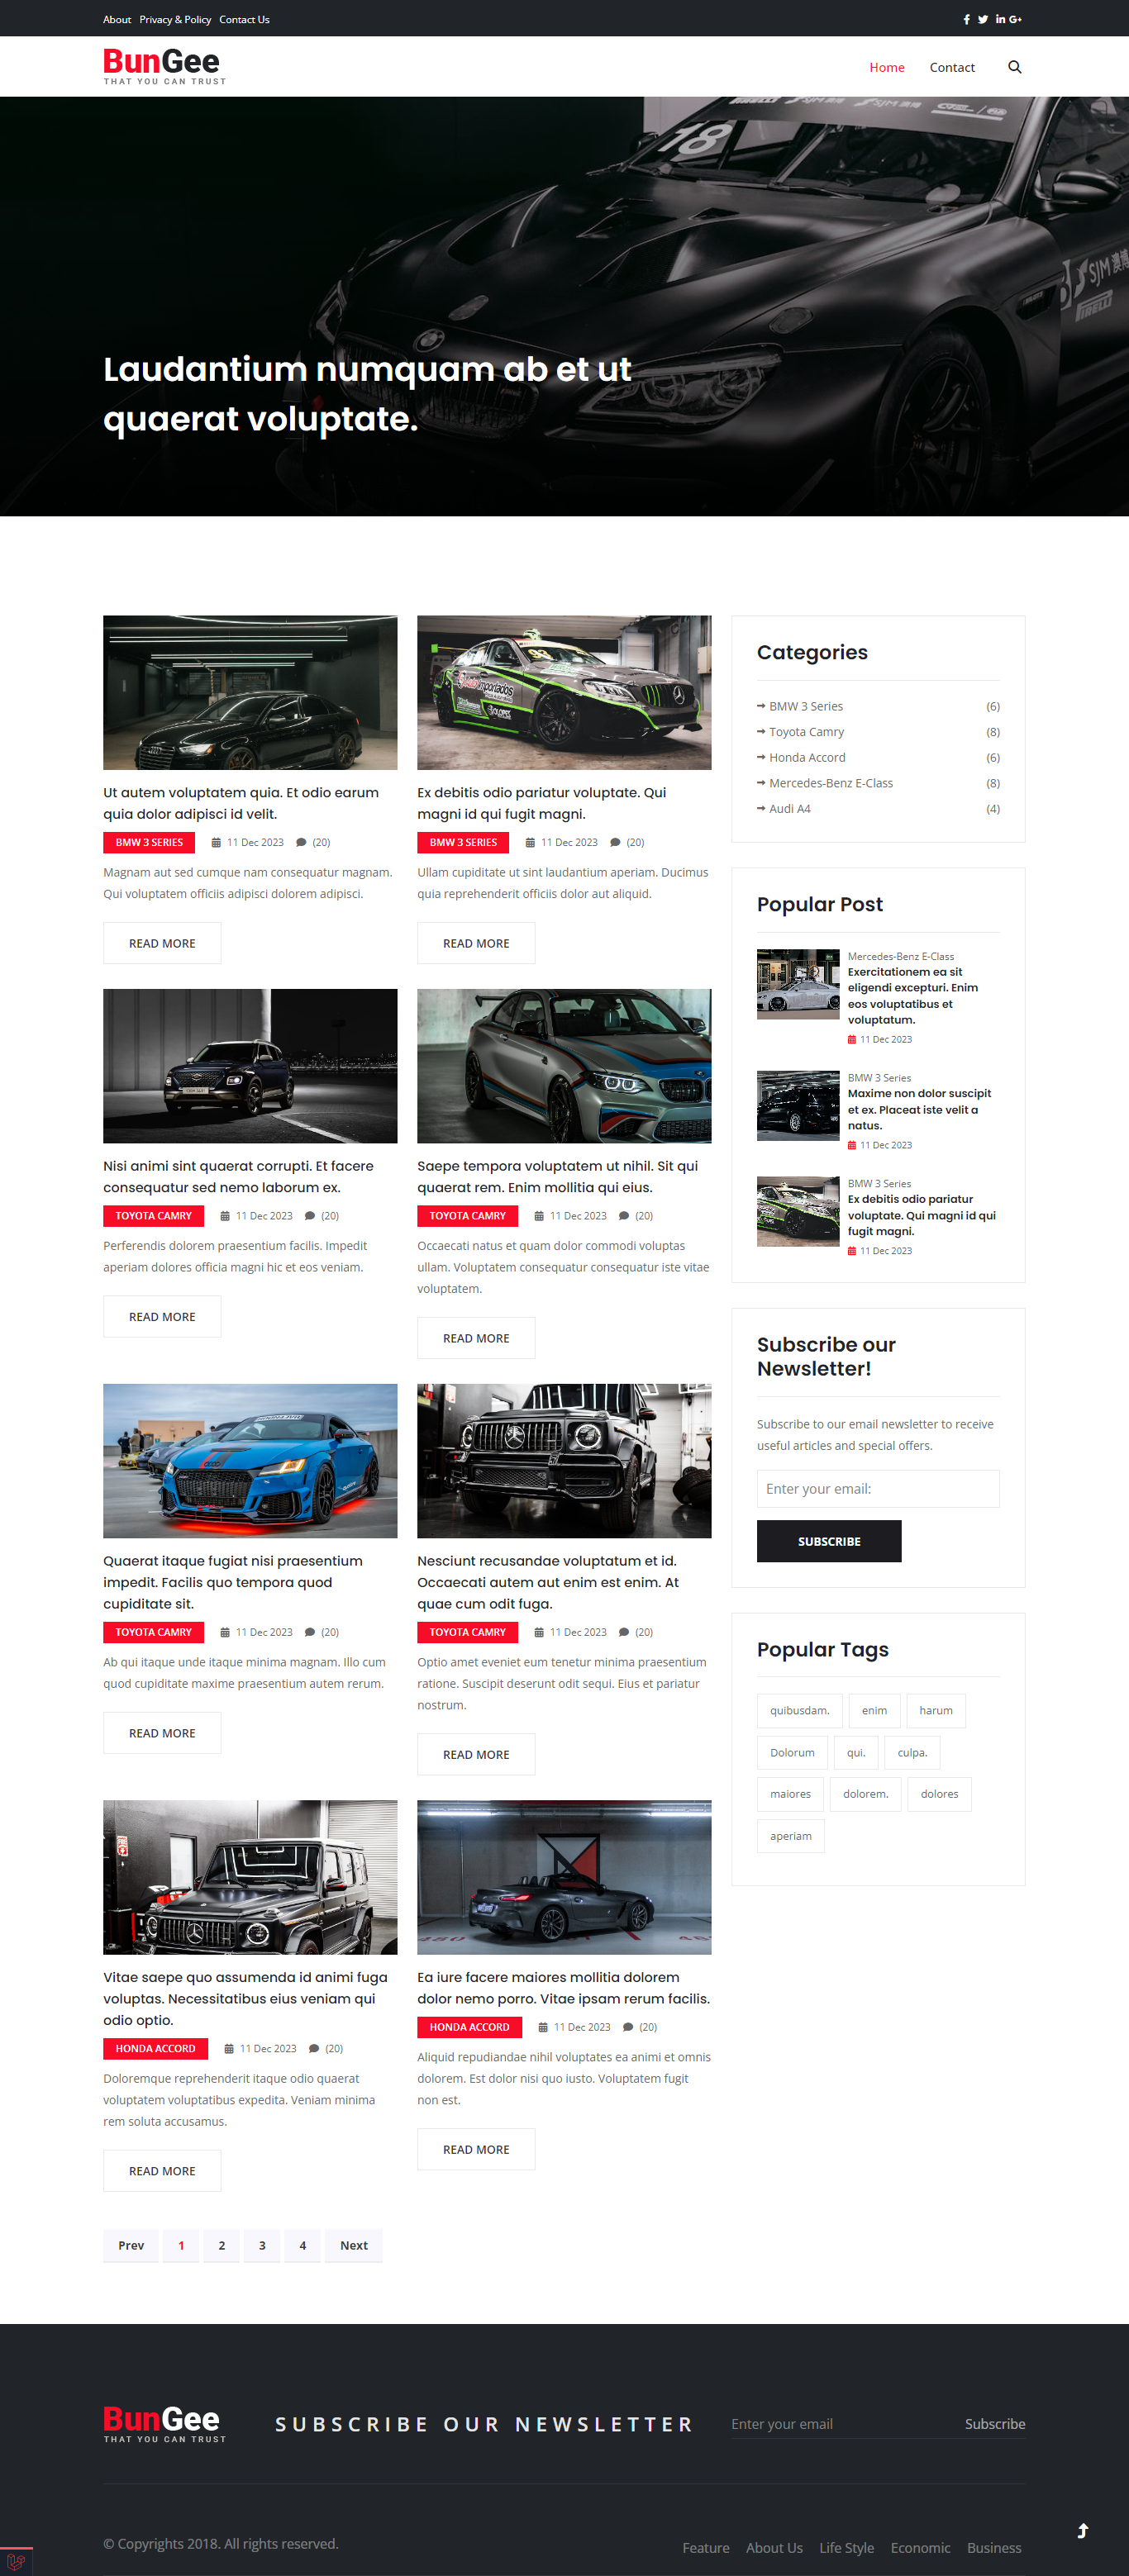 About Privacy & Policy Contact Us
BunGee
THAT YOU CAN TRUST
Home Contact
18
SJM
PIRELLI
Laudantium numquam ab et ut
quaerat voluptate.
Ut autem voluptatem quia. Et odio earum
quia dolor adipisci id velit.
BMW 3 SERIES 11 Dec 2023 (20)
Magnam aut sed cumque nam consequatur magnam.
Qui voluptatem officiis adipisci dolorem adipisci.
READ MORE
Ex debitis odio pariatur voluptate. Qui
magni id qui fugit magni.
BMW 3 SERIES 11 Dec 2023 (20)
Ullam cupiditate ut sint laudantium aperiam. Ducimus
quia reprehenderit officiis dolor aut aliquid.
READ MORE
Nisi animi sint quaerat corrupti. Et facere
consequatur sed nemo laborum ex.
TOYOTA CAMRY 11 Dec 2023 (20)
Perferendis dolorem praesentium facilis. Impedit
aperiam dolores officia magni hic et eos veniam.
READ MORE
Saepe tempora voluptatem ut nihil. Sit qui
quaerat rem. Enim mollitia qui eius.
TOYOTA CAMRY 11 Dec 2023 (20)
Occaecati natus et quam dolor commodi voluptas
ullam. Voluptatem consequatur consequatur iste vitae
voluptatem.
READ MORE
Quaerat itaque fugiat nisi praesentium
impedit. Facilis quo tempora quod
cupiditate sit.
TOYOTA CAMRY 11 Dec 2023 (20)
Ab qui itaque unde itaque minima magnam. Illo cum
quod cupiditate maxime praesentium autem rerum.
READ MORE
Nesciunt recusandae voluptatum et id.
Occaecati autem aut enim est enim. At
quae cum odit fuga.
TOYOTA CAMRY 11 Dec 2023 (20)
Optio amet eveniet eum tenetur minima praesentium
ratione. Suscipit deserunt odit sequi. Eius et pariatur
nostrum.
READ MORE
Vitae saepe quo assumenda id animi fuga
voluptas. Necessitatibus eius veniam qui
odio optio.
HONDA ACCORD 11 Dec 2023 (20)
Doloremque reprehenderit itaque odio quaerat
voluptatem voluptatibus expedita. Veniam minima
rem soluta accusamus.
READ MORE
Ea iure facere maiores mollitia dolorem
dolor nemo porro. Vitae ipsam rerum facilis.
HONDA ACCORD 11 Dec 2023 (20)
Aliquid repudiandae nihil voluptates ea animi et omnis
dolorem. Est dolor nisi quo iusto. Voluptatem fugit
non est.
READ MORE
Prev 1 2 3 4 Next
Categories
BMW 3 Series (6)
Toyota Camry (8)
Honda Accord (6)
Mercedes-Benz E-Class (8)
Audi A4 (4)
Popular Post
Mercedes-Benz E-Class
Exercitationem ea sit
eligendi excepturi. Enim
eos voluptatibus et
voluptatum.
11 Dec 2023
BMW 3 Series
Maxime non dolor suscipit
et ex. Placeat iste velit a
natus.
11 Dec 2023
BMW 3 Series
Ex debitis odio pariatur
voluptate. Qui magni id qui
fugit magni.
11 Dec 2023
Subscribe our
Newsletter!
Subscribe to our email newsletter to receive
useful articles and special offers.
Enter your email:
SUBSCRIBE
Popular Tags
quibusdam. enim harum
Dolorum qui. culpa.
maiores dolorem. dolores
aperiam
BunGee
THAT YOU CAN TRUST
SUBSCRIBE OUR NEWSLETTER
Enter your email Subscribe
© Copyrights 2018. All rights reserved.
Feature About Us Life Style Economic Business